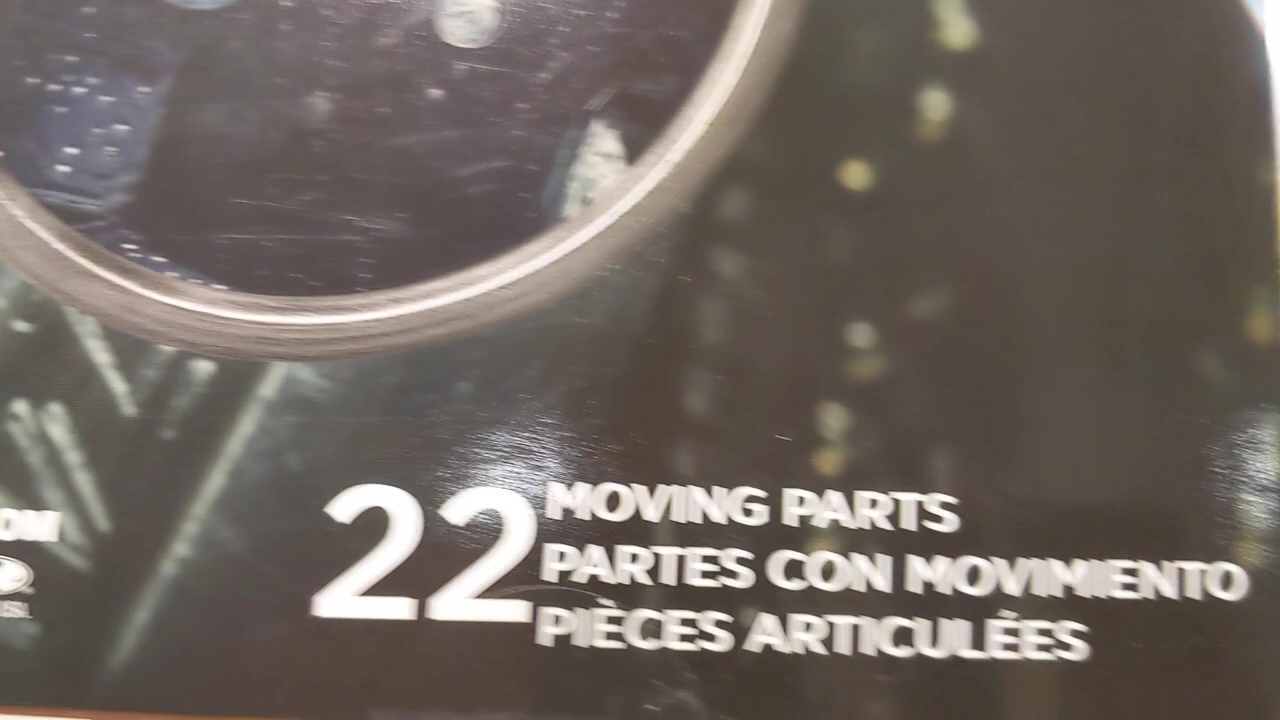 22
MOVING PARTS
PARTES CON MOVIMIENTO
PIÈCES ARTICULÉES